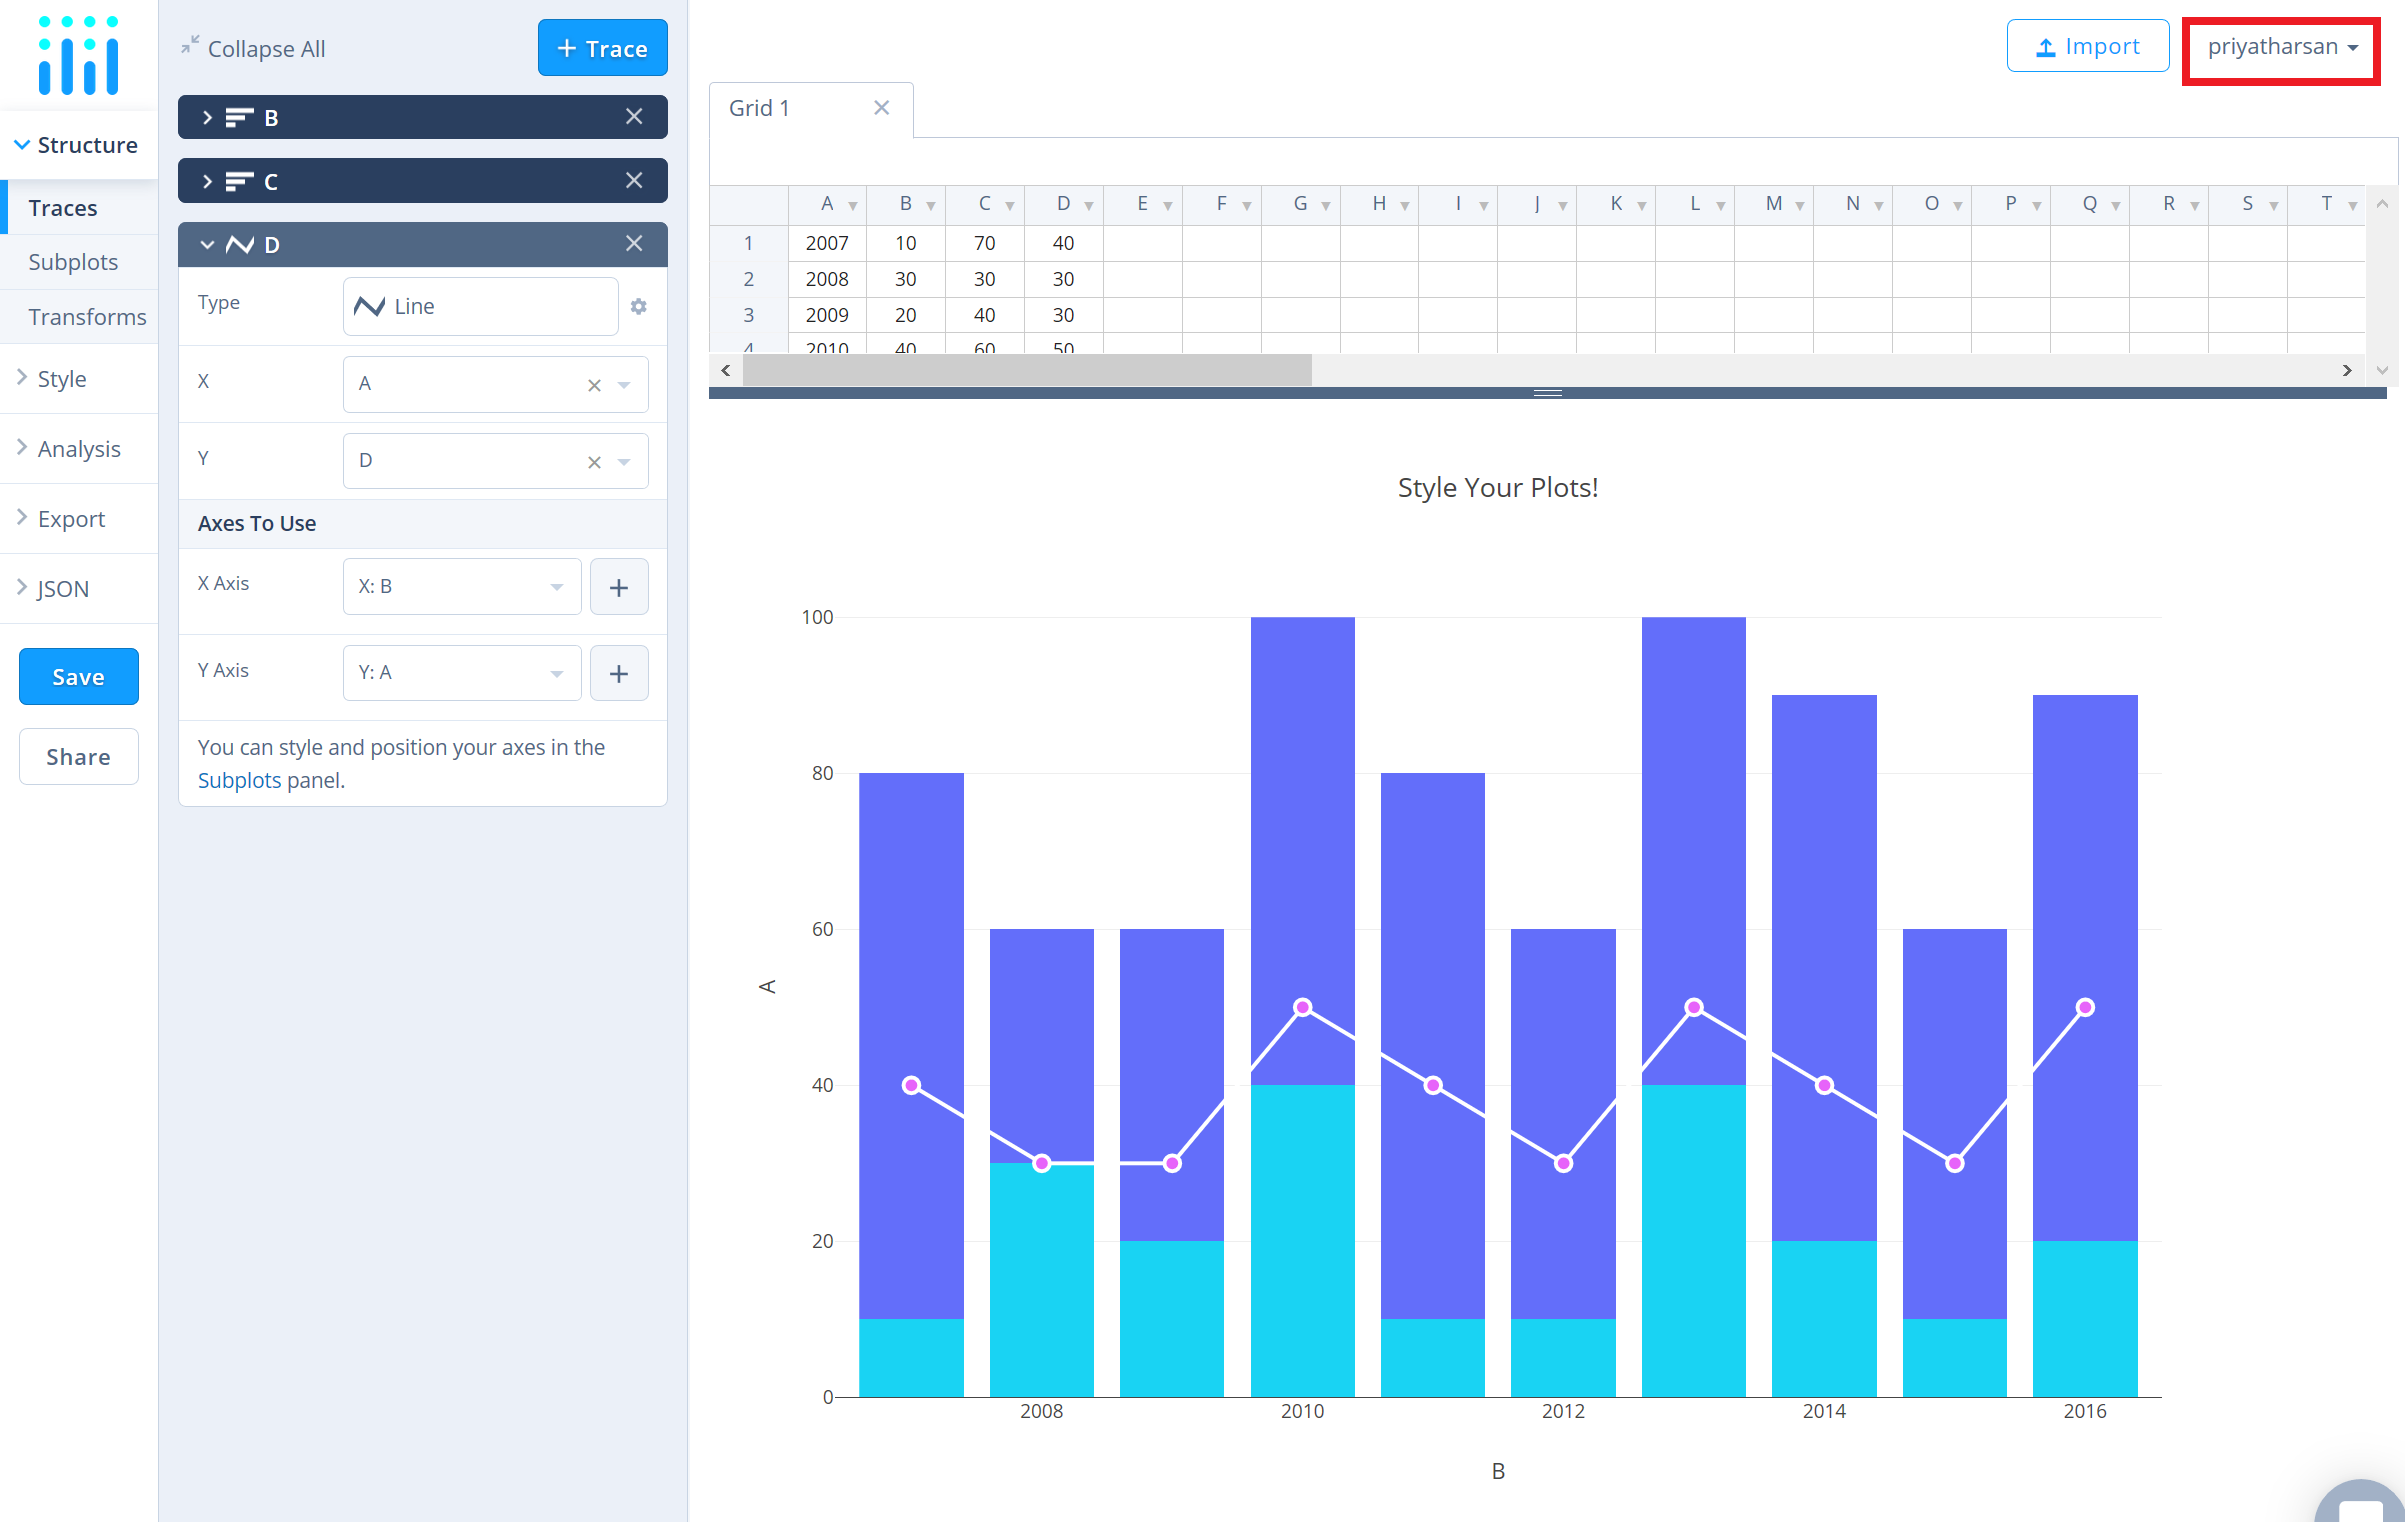 Collapse All
+ Trace
Import
priyatharsan
Structure
Traces
Subplots
Transforms
Style
Analysis
Export
JSON
Save
Share
B
C
D
Type Line
X A
Y D
Axes To Use
X Axis X: B +
Y Axis Y: A +
You can style and position your axes in the
Subplots panel.
Grid 1
A B C D E F G H I J K L M N O P Q R S T
1 2007 10 70 40
2 2008 30 30 30
3 2009 20 40 30
4 2010 40 60 50
Style Your Plots!
100
80
60
40
20
0
A
2008 2010 2012 2014 2016
B